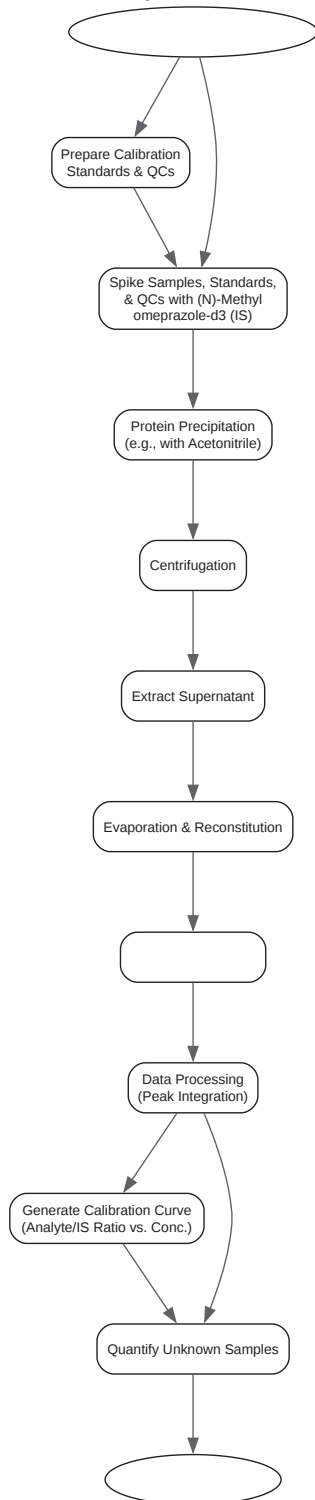 Prepare Calibration
Standards & QCs
Spike Samples, Standards,
& QCs with (N)-Methyl
omeprazole-d3 (IS)
Protein Precipitation
(e.g., with Acetonitrile)
Centrifugation
Extract Supernatant
Evaporation & Reconstitution
Data Processing
(Peak Integration)
Generate Calibration Curve
(Analyte/IS Ratio vs. Conc.)
Quantify Unknown Samples